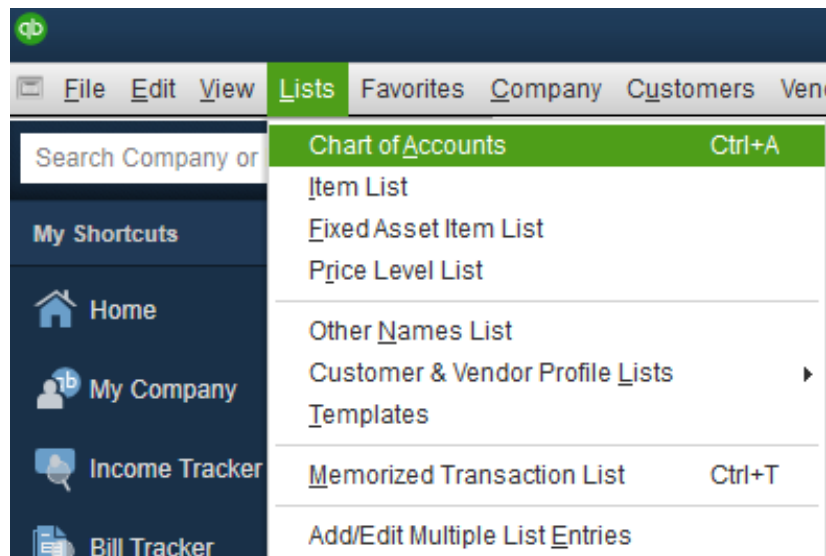 qb
File Edit View Lists Favorites Company Customers
Search Company or
Chart of Accounts Ctrl+A
Item List
My Shortcuts
Fixed Asset Item List
Price Level List
Home
Other Names List
Customer & Vendor Profile Lists
My Company
Templates
Income Tracker
Memorized Transaction List Ctrl+T
Add/Edit Multiple List Entries
Bill Tracker